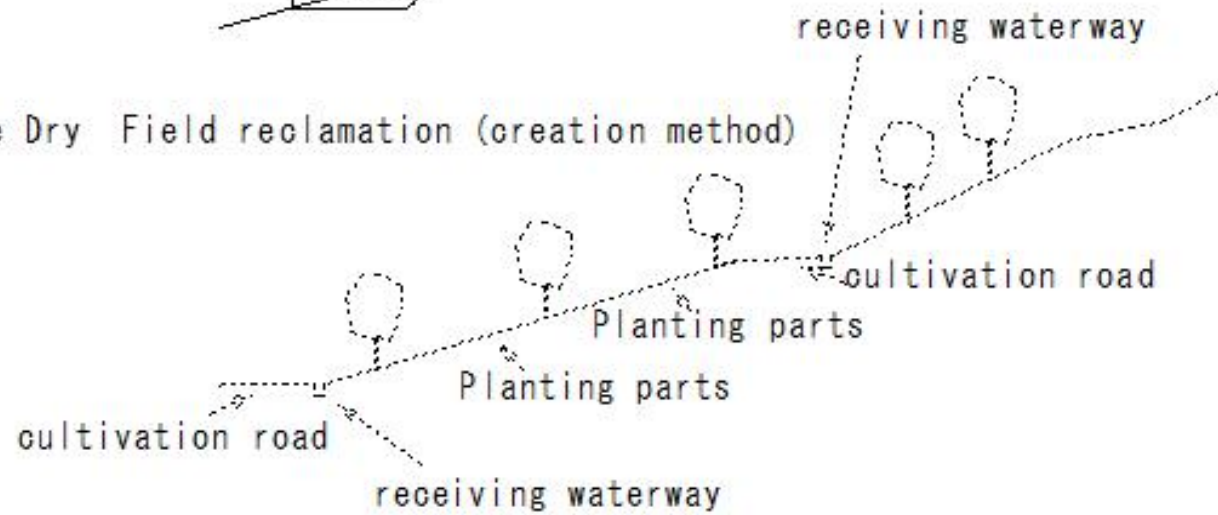 receiving waterway
e Dry Field reclamation (creation method)
cultivation road
Planting parts
Planting parts
cultivation road
receiving waterway